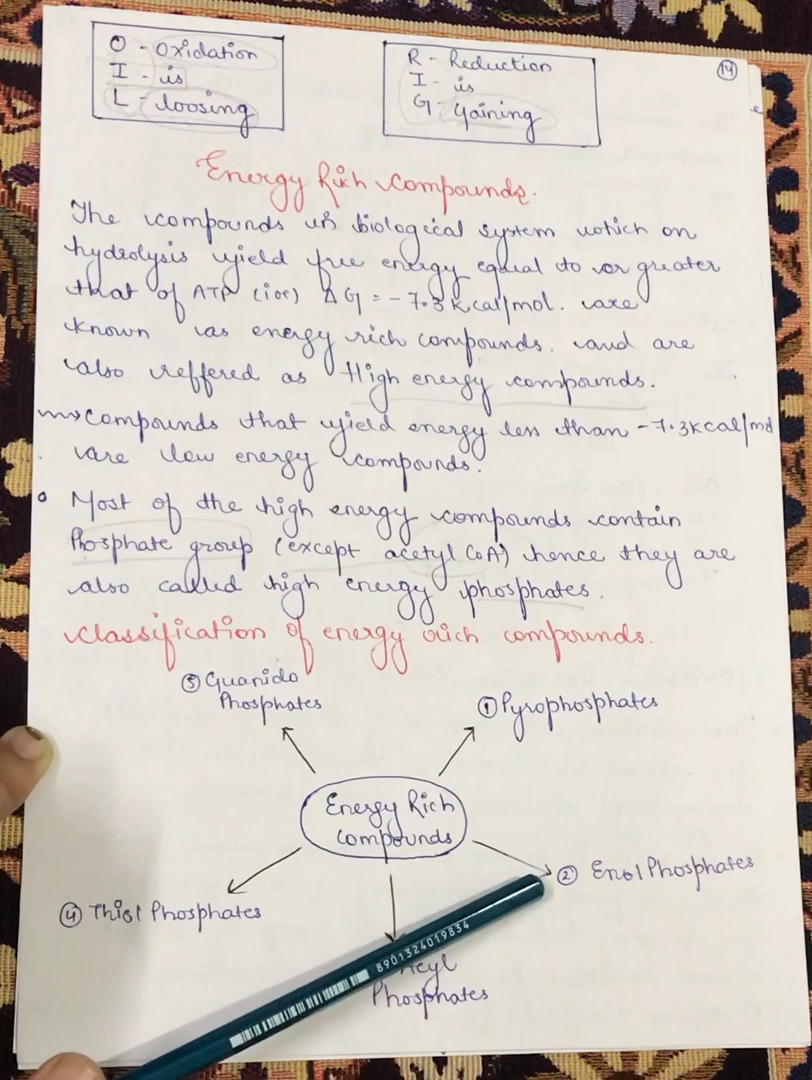 O - Oxidation
I - is
L - loosing
R - Reduction
I - is
G - gaining
14
Energy Rich Compounds.
The compounds in biological system which on
hydrolysis yield free energy equal to or greater
that of ATP (ioe) ΔG = -7.3 Kcal/mol. are
known as energy rich compounds. and are
also reffered as High energy compounds.
Compounds that yield energy less than -7.3Kcal/mol
are low energy compounds.
Most of the high energy compounds contain
Phosphate group (except acetyl CoA) hence they are
also called high energy phosphates.
Classification of energy rich compounds.
5 Guanido
Phosphates
1 Pyrophosphates
Energy Rich
Compounds
2 Enol Phosphates
4 Thiol Phosphates
8901324019834
Phosphates